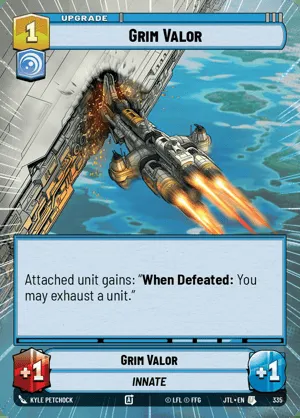 UPGRADE
1
GRIM VALOR
Attached unit gains: “When Defeated: You
may exhaust a unit.”
+1
GRIM VALOR
+1
INNATE
KYLE PETCHOCK
© LFL © FFG
JTL • EN
335